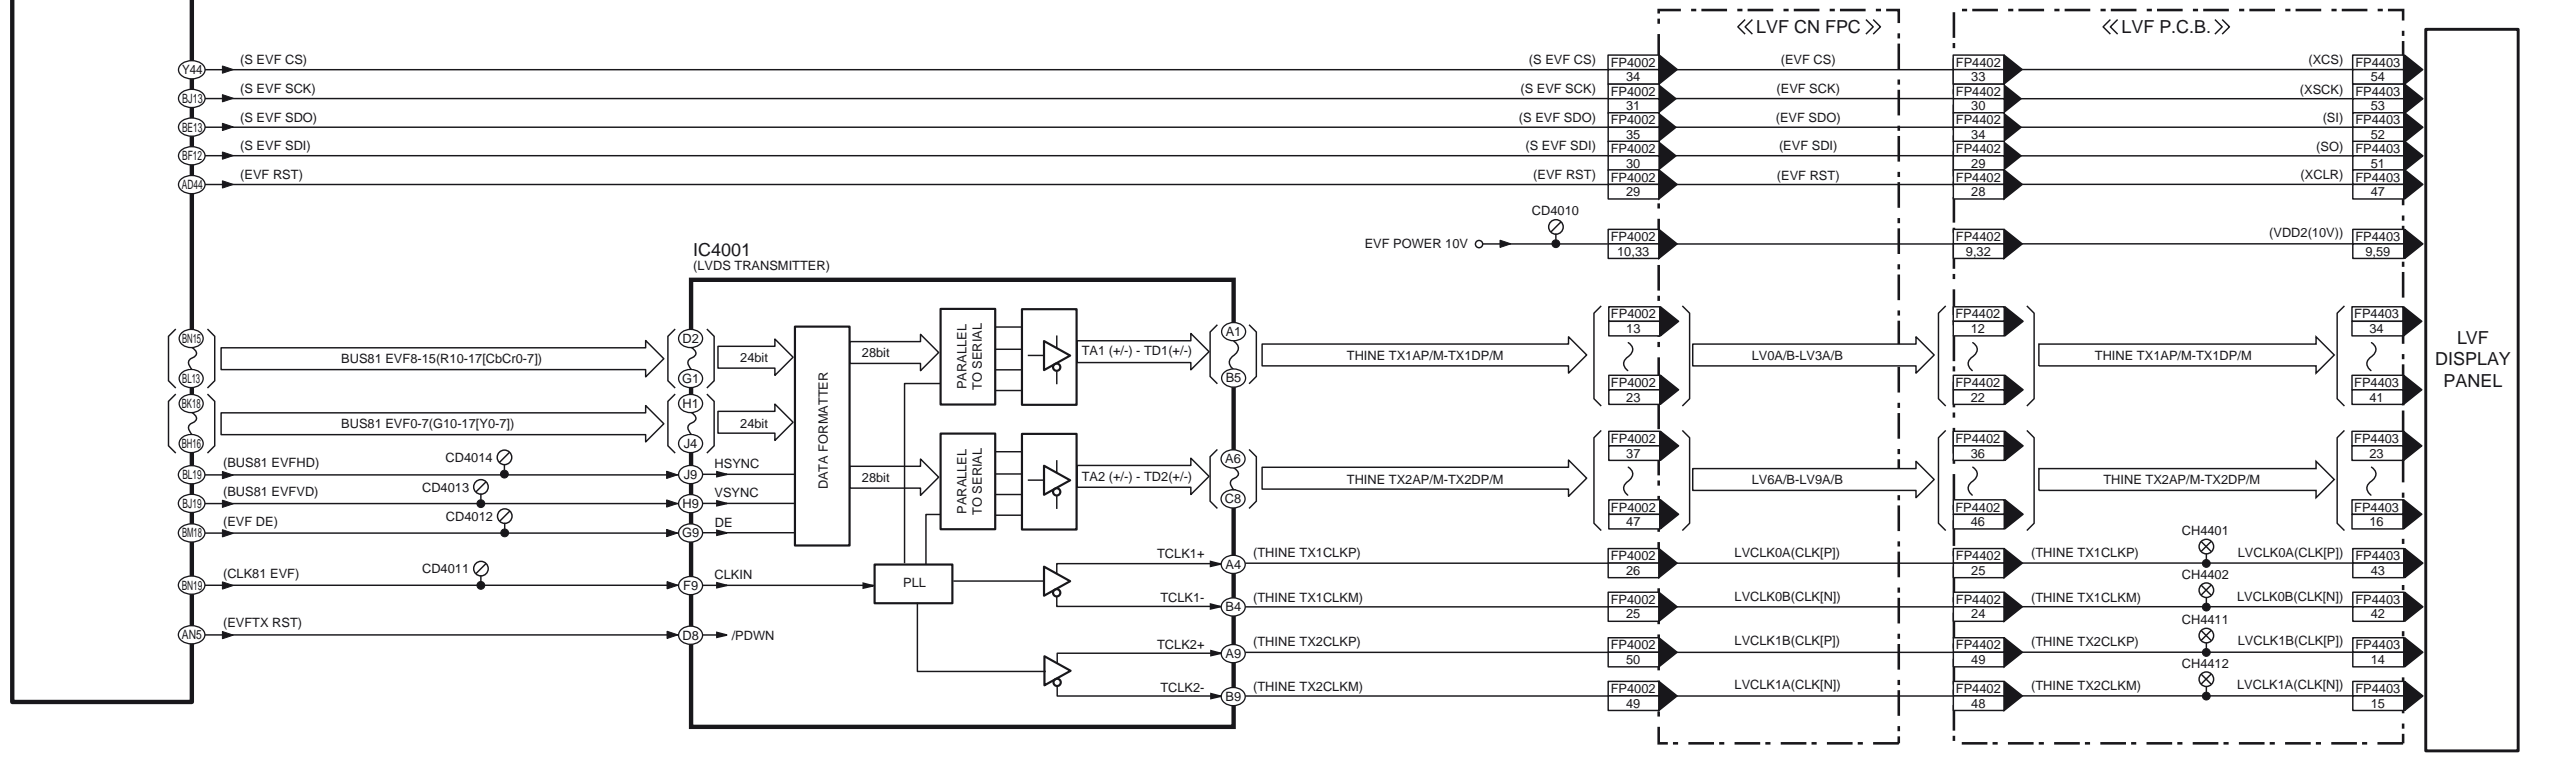 ≪LVF CN FPC≫
≪LVF P.C.B.≫
Y44 (S EVF CS) (S EVF CS) FP4002 34 (EVF CS) FP4402 33 (XCS) FP4403 54
BJ13 (S EVF SCK) (S EVF SCK) FP4002 31 (EVF SCK) FP4402 30 (XSCK) FP4403 53
BE13 (S EVF SDO) (S EVF SDO) FP4002 35 (EVF SDO) FP4402 34 (SI) FP4403 52
BF12 (S EVF SDI) (S EVF SDI) FP4002 30 (EVF SDI) FP4402 29 (SO) FP4403 51
AD44 (EVF RST) (EVF RST) FP4002 29 (EVF RST) FP4402 28 (XCLR) FP4403 47
CD4010
EVF POWER 10V FP4002 10,33 FP4402 9,32 (VDD2(10V)) FP4403 9,59
IC4001
(LVDS TRANSMITTER)
BN15 BL13 BUS81 EVF8-15(R10-17[CbCr0-7]) D2 G1 24bit
28bit PARALLEL TO SERIAL TA1 (+/-) - TD1(+/-) A1 B5
THINE TX1AP/M-TX1DP/M FP4002 13 FP4002 23 LV0A/B-LV3A/B FP4402 12 FP4402 22 THINE TX1AP/M-TX1DP/M FP4403 34 FP4403 41
LVF
DISPLAY
PANEL
BK18 BH16 BUS81 EVF0-7(G10-17[Y0-7]) H1 J4 24bit
DATA FORMATTER
28bit PARALLEL TO SERIAL TA2 (+/-) - TD2(+/-) A6 C8
THINE TX2AP/M-TX2DP/M FP4002 37 FP4002 47 LV6A/B-LV9A/B FP4402 36 FP4402 46 THINE TX2AP/M-TX2DP/M FP4403 23 FP4403 16
BL19 (BUS81 EVFHD) CD4014 J9 HSYNC
BJ19 (BUS81 EVFVD) CD4013 H9 VSYNC
BM18 (EVF DE) CD4012 G9 DE
BN19 (CLK81 EVF) CD4011 F9 CLKIN PLL
AN5 (EVFTX RST) D8 /PDWN
TCLK1+ A4 (THINE TX1CLKP) FP4002 26 LVCLK0A(CLK[P]) FP4402 25 (THINE TX1CLKP) CH4401 LVCLK0A(CLK[P]) FP4403 43
TCLK1- B4 (THINE TX1CLKM) FP4002 25 LVCLK0B(CLK[N]) FP4402 24 (THINE TX1CLKM) CH4402 LVCLK0B(CLK[N]) FP4403 42
TCLK2+ A9 (THINE TX2CLKP) FP4002 50 LVCLK1B(CLK[P]) FP4402 49 (THINE TX2CLKP) CH4411 LVCLK1B(CLK[P]) FP4403 14
TCLK2- B9 (THINE TX2CLKM) FP4002 49 LVCLK1A(CLK[N]) FP4402 48 (THINE TX2CLKM) CH4412 LVCLK1A(CLK[N]) FP4403 15